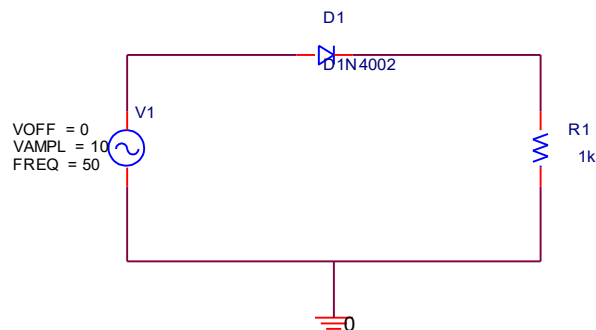 D1
D1N4002
V1
VOFF = 0
VAMPL = 10
FREQ = 50
R1
1k
0